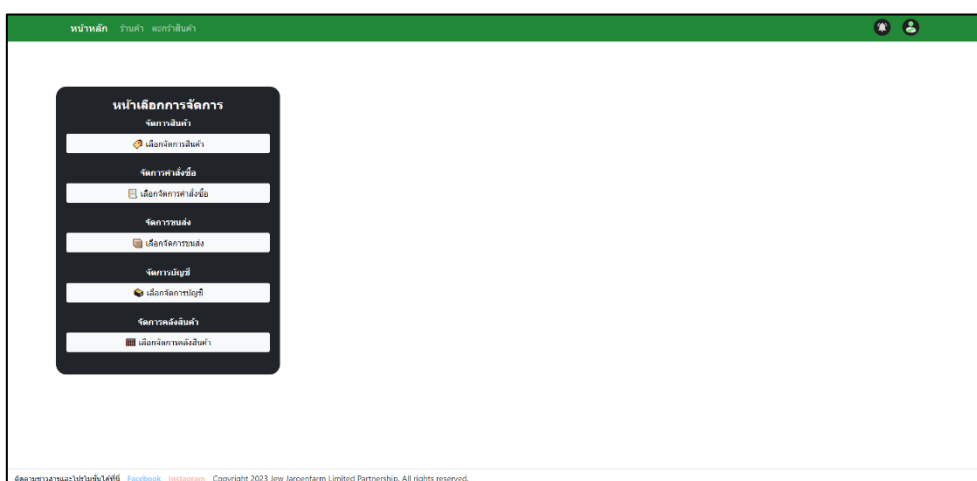 หน้าหลัก ร้านค้า ตะกร้าสินค้า
หน้าเลือกการจัดการ
จัดการสินค้า
เลือกจัดการสินค้า
จัดการคำสั่งซื้อ
เลือกจัดการคำสั่งซื้อ
จัดการขนส่ง
เลือกจัดการขนส่ง
จัดการบัญชี
เลือกจัดการบัญชี
จัดการคลังสินค้า
เลือกจัดการคลังสินค้า
ติดตามข่าวสารและโปรโมชั่นได้ที่นี่ Facebook Instagram Copyright 2023 Jew Jaroenfarm Limited Partnership. All rights reserved.